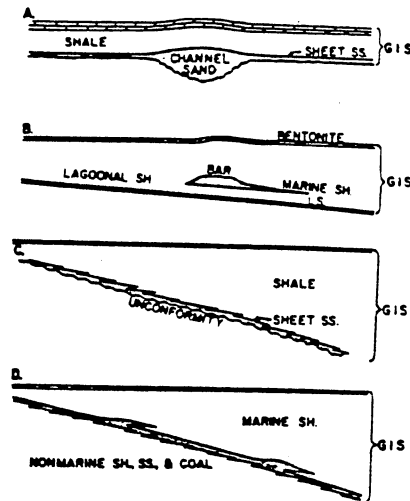 A.
SHALE
SHEET SS.
CHANNEL
SAND
GIS
B.
BENTONITE
BAR
LAGOONAL SH
MARINE SH.
LS.
GIS
C.
SHALE
UNCONFORMITY
SHEET SS.
GIS
D.
MARINE SH.
NONMARINE SH., SS., & COAL
GIS